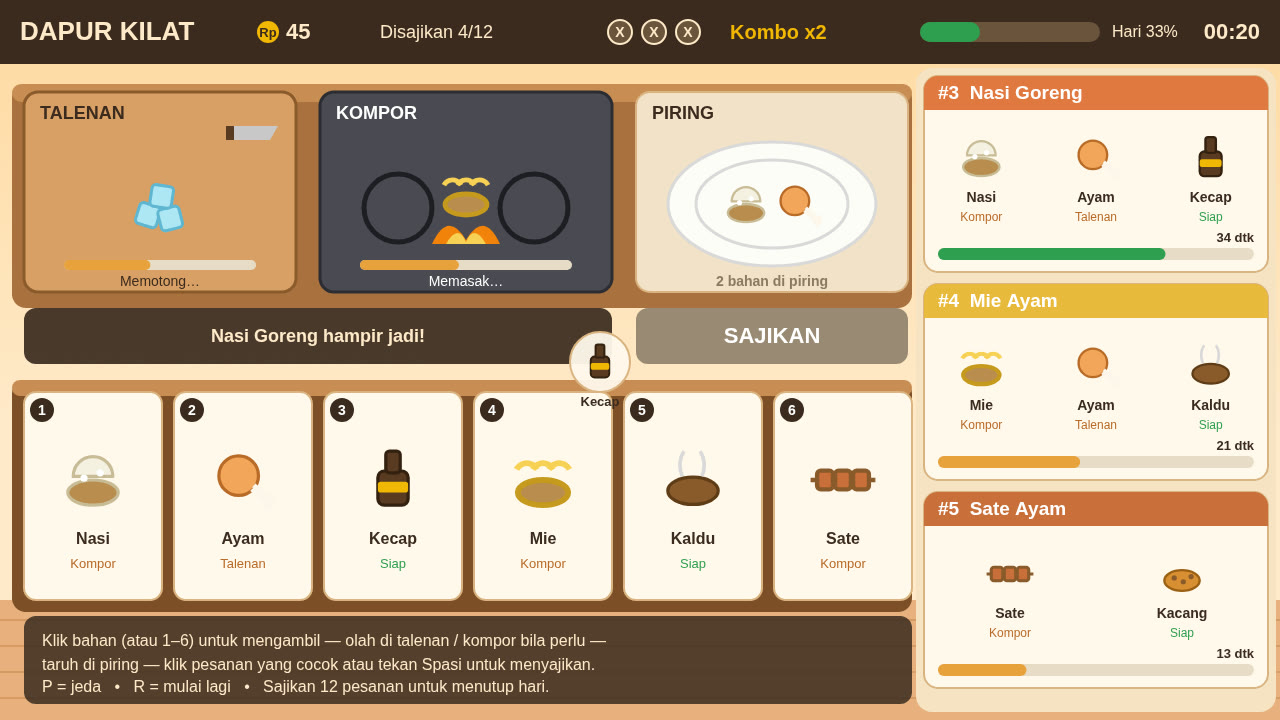 DAPUR KILAT
Rp 45
Disajikan 4/12
X X X
Kombo x2
Hari 33%
00:20
TALENAN
Memotong…
KOMPOR
Memasak…
PIRING
2 bahan di piring
Nasi Goreng hampir jadi!
SAJIKAN
Kecap
1
Nasi
Kompor
2
Ayam
Talenan
3
Kecap
Siap
4
Mie
Kompor
5
Kaldu
Siap
6
Sate
Kompor
Klik bahan (atau 1–6) untuk mengambil — olah di talenan / kompor bila perlu —
taruh di piring — klik pesanan yang cocok atau tekan Spasi untuk menyajikan.
P = jeda • R = mulai lagi • Sajikan 12 pesanan untuk menutup hari.
#3 Nasi Goreng
Nasi Ayam Kecap
Kompor Talenan Siap
34 dtk
#4 Mie Ayam
Mie Ayam Kaldu
Kompor Talenan Siap
21 dtk
#5 Sate Ayam
Sate Kacang
Kompor Siap
13 dtk